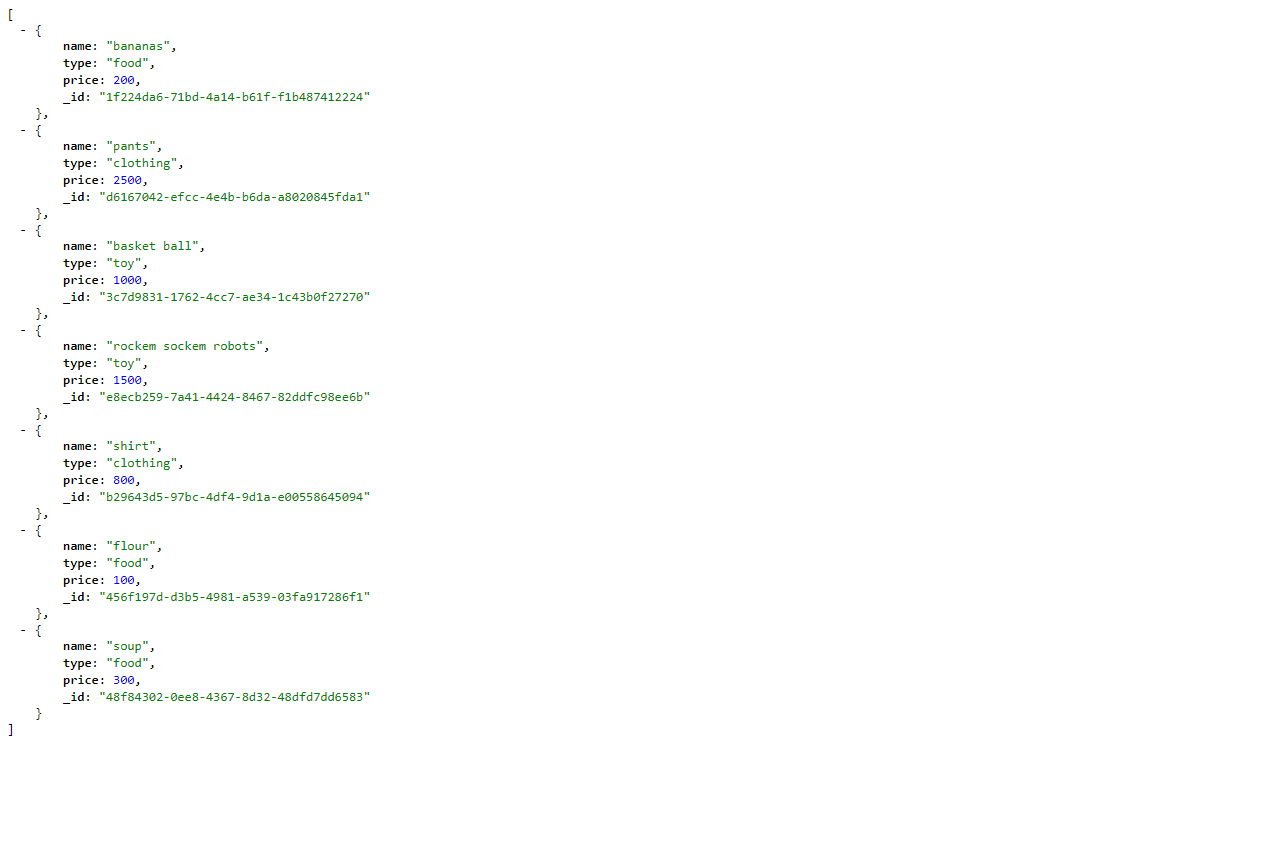 [
- {
name: "bananas",
type: "food",
price: 200,
_id: "1f224da6-71bd-4a14-b61f-f1b487412224"
},
- {
name: "pants",
type: "clothing",
price: 2500,
_id: "d6167042-efcc-4e4b-b6da-a8020845fda1"
},
- {
name: "basket ball",
type: "toy",
price: 1000,
_id: "3c7d9831-1762-4cc7-ae34-1c43b0f27270"
},
- {
name: "rockem sockem robots",
type: "toy",
price: 1500,
_id: "e8ecb259-7a41-4424-8467-82ddfc98ee6b"
},
- {
name: "shirt",
type: "clothing",
price: 800,
_id: "b29643d5-97bc-4df4-9d1a-e00558645094"
},
- {
name: "flour",
type: "food",
price: 100,
_id: "456f197d-d3b5-4981-a539-03fa917286f1"
},
- {
name: "soup",
type: "food",
price: 300,
_id: "48f84302-0ee8-4367-8d32-48dfd7dd6583"
}
]